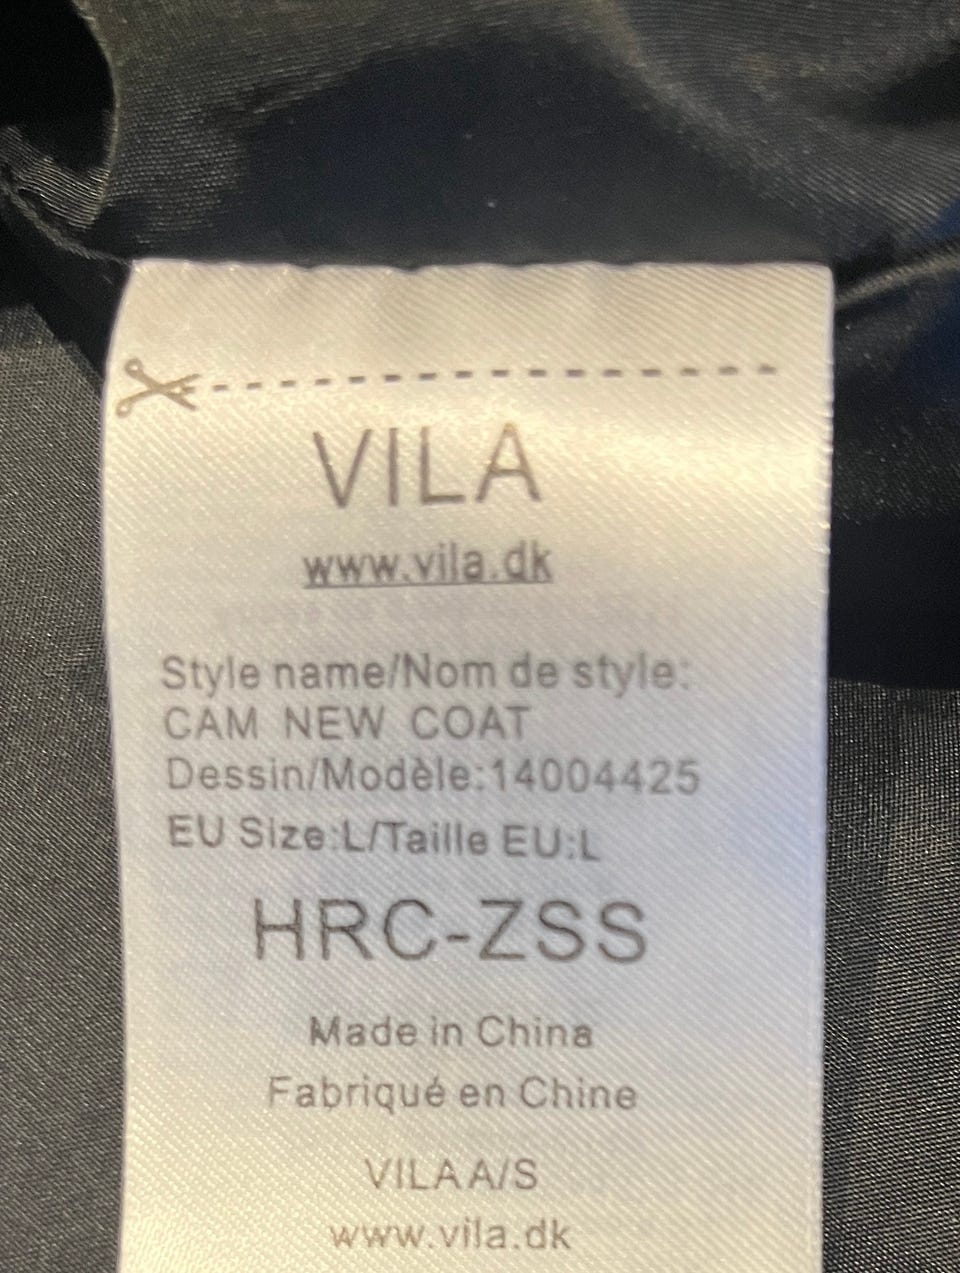 VILA
www.vila.dk
Style name/Nom de style:
CAM NEW COAT
Dessin/Modèle:14004425
EU Size:L/Taille EU:L
HRC-ZSS
Made in China
Fabriqué en Chine
VILA A/S
www.vila.dk